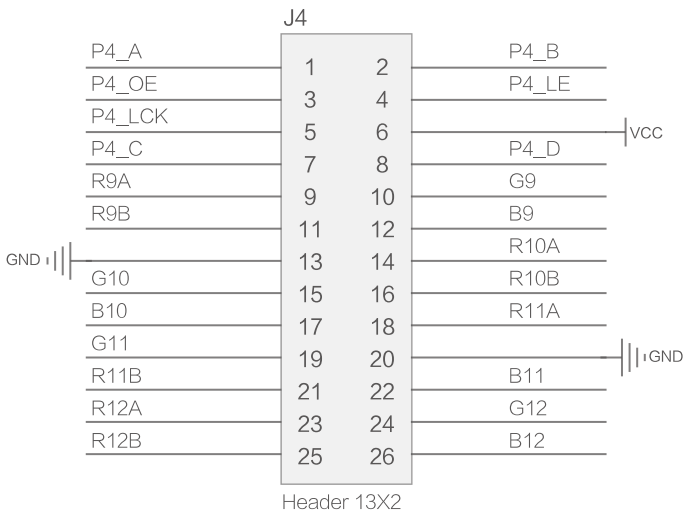 J4
P4_A 1 2 P4_B
P4_OE 3 4 P4_LE
P4_LCK 5 6 VCC
P4_C 7 8 P4_D
R9A 9 10 G9
R9B 11 12 B9
GND 13 14 R10A
G10 15 16 R10B
B10 17 18 R11A
G11 19 20 GND
R11B 21 22 B11
R12A 23 24 G12
R12B 25 26 B12
Header 13X2